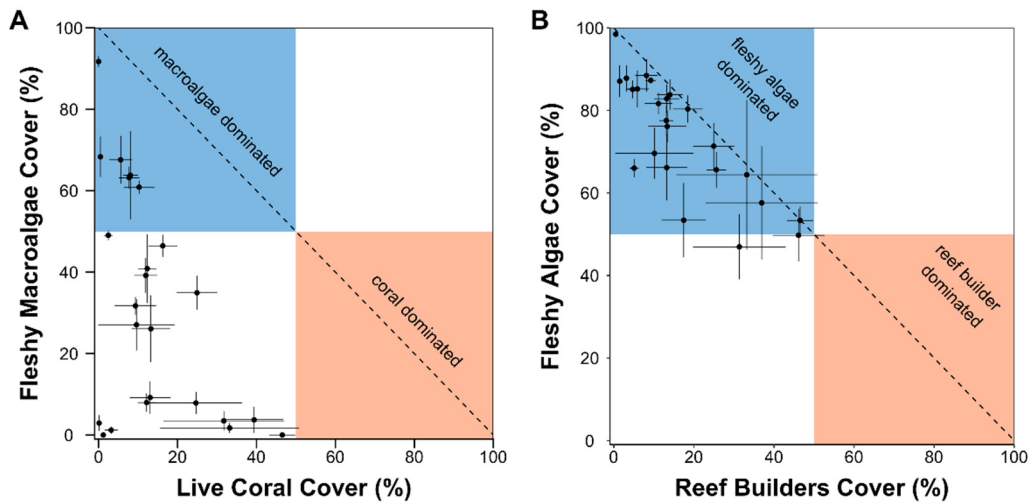 A
Fleshy Macroalgae Cover (%)
100
80
60
40
20
0
macroalgae dominated
coral dominated
0
20
40
60
80
100
Live Coral Cover (%)
B
Fleshy Algae Cover (%)
100
80
60
40
20
0
fleshy algae
dominated
reef builder
dominated
0
20
40
60
80
100
Reef Builders Cover (%)